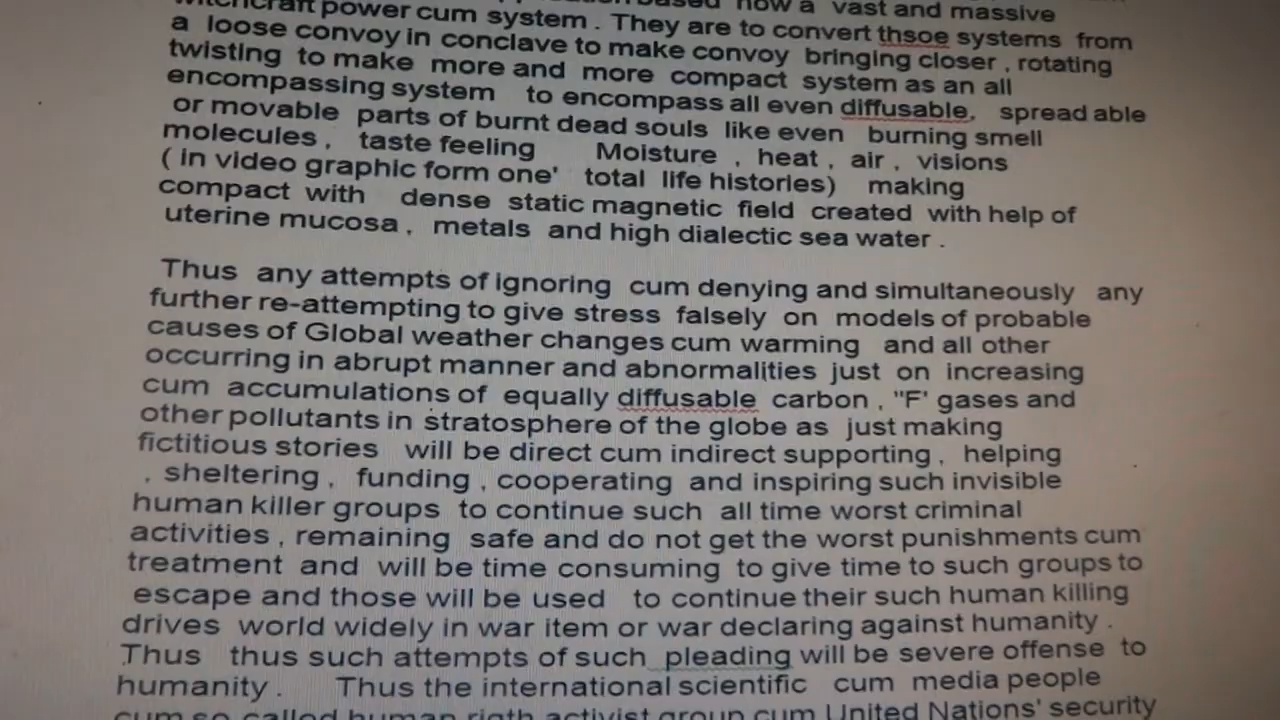 witchcraft power cum system . They are to convert thsoe systems from
a loose convoy in conclave to make convoy bringing closer , rotating
twisting to make more and more compact system as an all
encompassing system to encompass all even diffusable, spread able
or movable parts of burnt dead souls like even burning smell
molecules , taste feeling Moisture , heat , air , visions
( in video graphic form one' total life histories) making
compact with dense static magnetic field created with help of
uterine mucosa , metals and high dialectic sea water .
Thus any attempts of ignoring cum denying and simultaneously any
further re-attempting to give stress falsely on models of probable
causes of Global weather changes cum warming and all other
occurring in abrupt manner and abnormalities just on increasing
cum accumulations of equally diffusable carbon , "F' gases and
other pollutants in stratosphere of the globe as just making
fictitious stories will be direct cum indirect supporting , helping
, sheltering , funding , cooperating and inspiring such invisible
human killer groups to continue such all time worst criminal
activities , remaining safe and do not get the worst punishments cum
treatment and will be time consuming to give time to such groups to
escape and those will be used to continue their such human killing
drives world widely in war item or war declaring against humanity .
Thus thus such attempts of such pleading will be severe offense to
humanity . Thus the international scientific cum media people
cum so called human rigth activist group cum United Nations' security